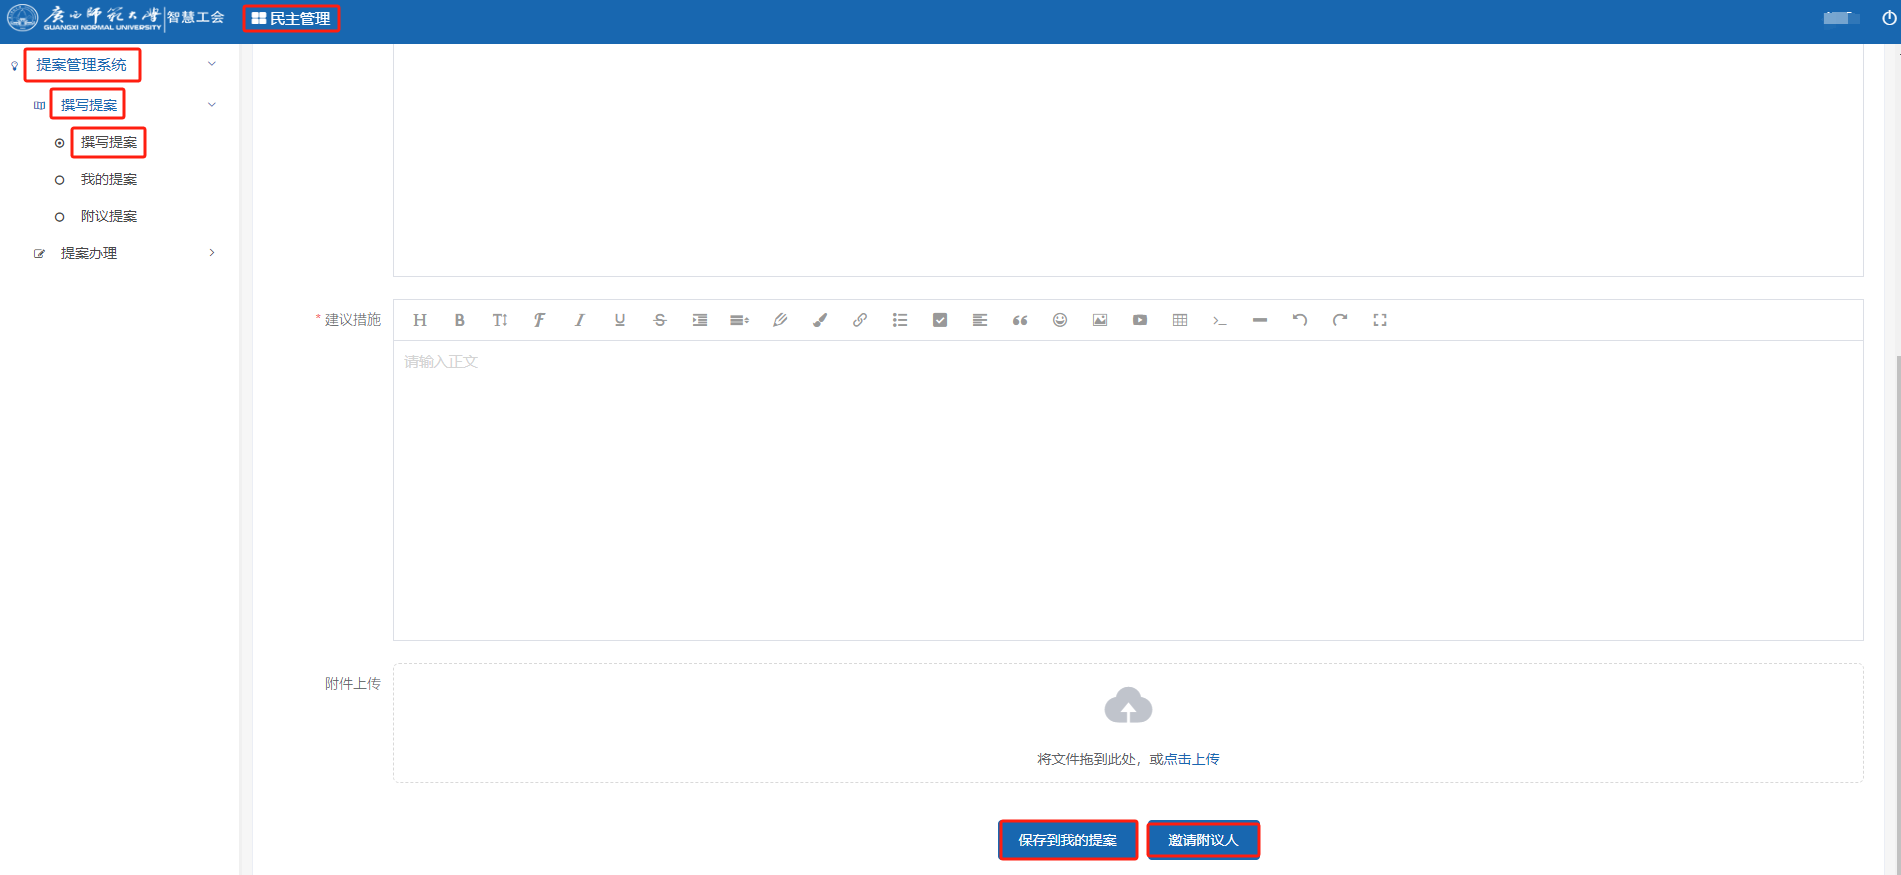 广西师范大学 智慧工会
GUANGXI NORMAL UNIVERSITY
民主管理
提案管理系统
撰写提案
撰写提案
我的提案
附议提案
提案办理
* 建议措施
请输入正文
附件上传
将文件拖到此处，或点击上传
保存到我的提案
邀请附议人